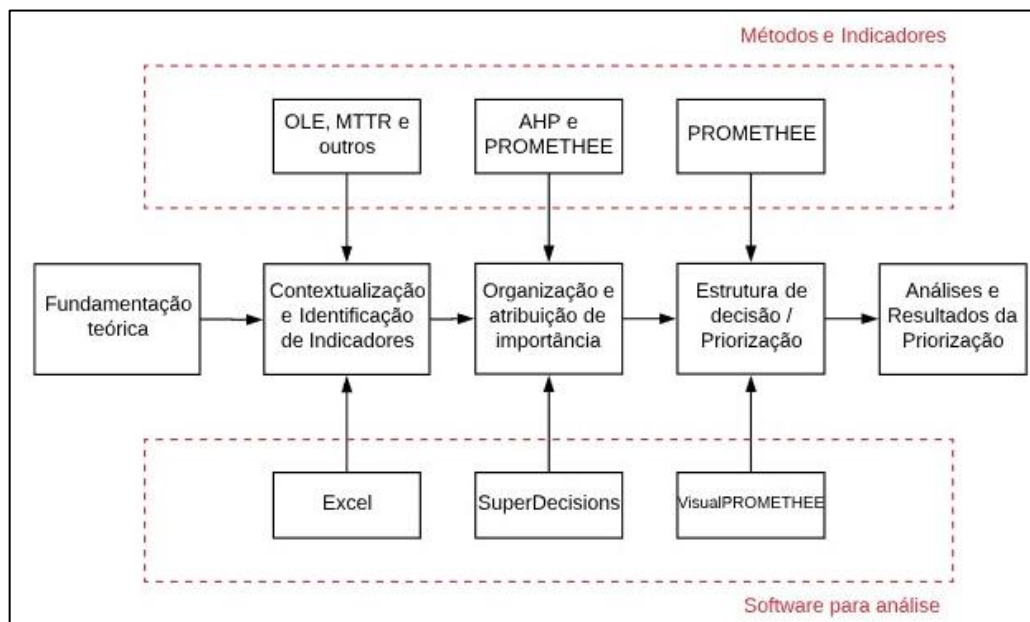 Métodos e Indicadores
OLE, MTTR e
outros
AHP e
PROMETHEE
PROMETHEE
Fundamentação
teórica
Contextualização
e Identificação
de Indicadores
Organização e
atribuição de
importância
Estrutura de
decisão /
Priorização
Análises e
Resultados da
Priorização
Excel
SuperDecisions
VisualPROMETHEE
Software para análise